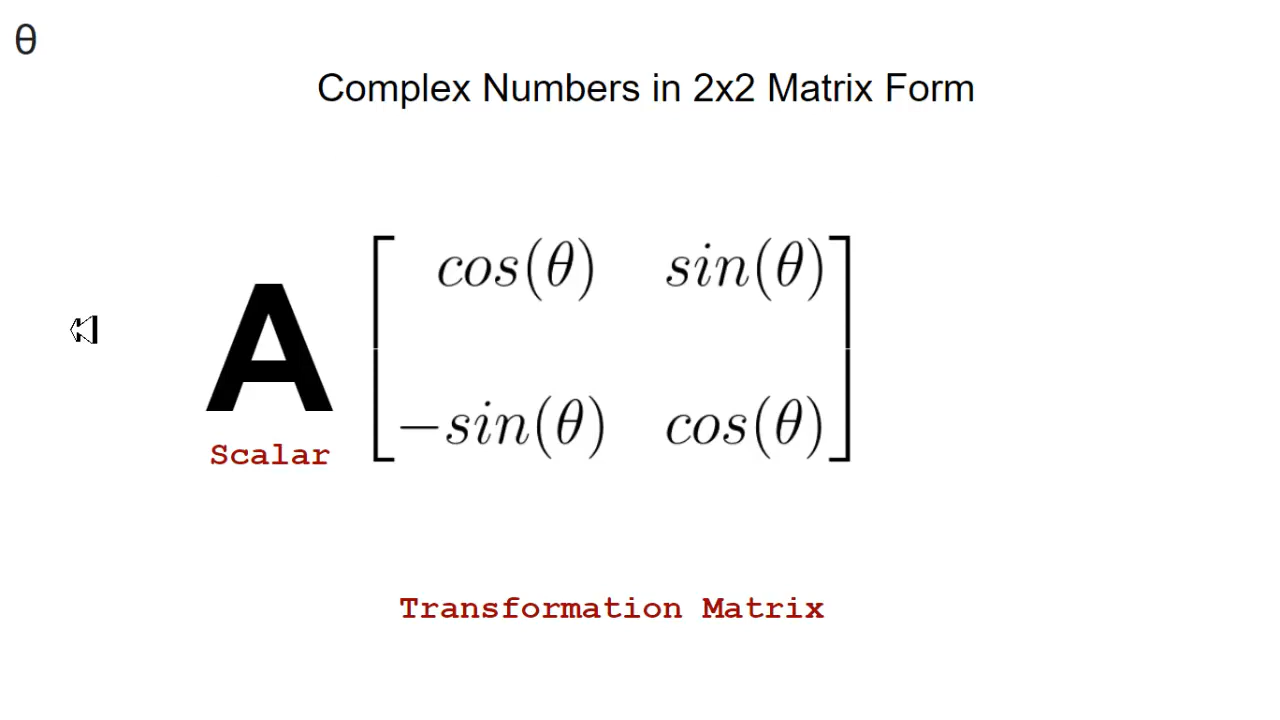 θ
Complex Numbers in 2x2 Matrix Form
cos(θ) sin(θ)
A
−sin(θ) cos(θ)
Scalar
Transformation Matrix